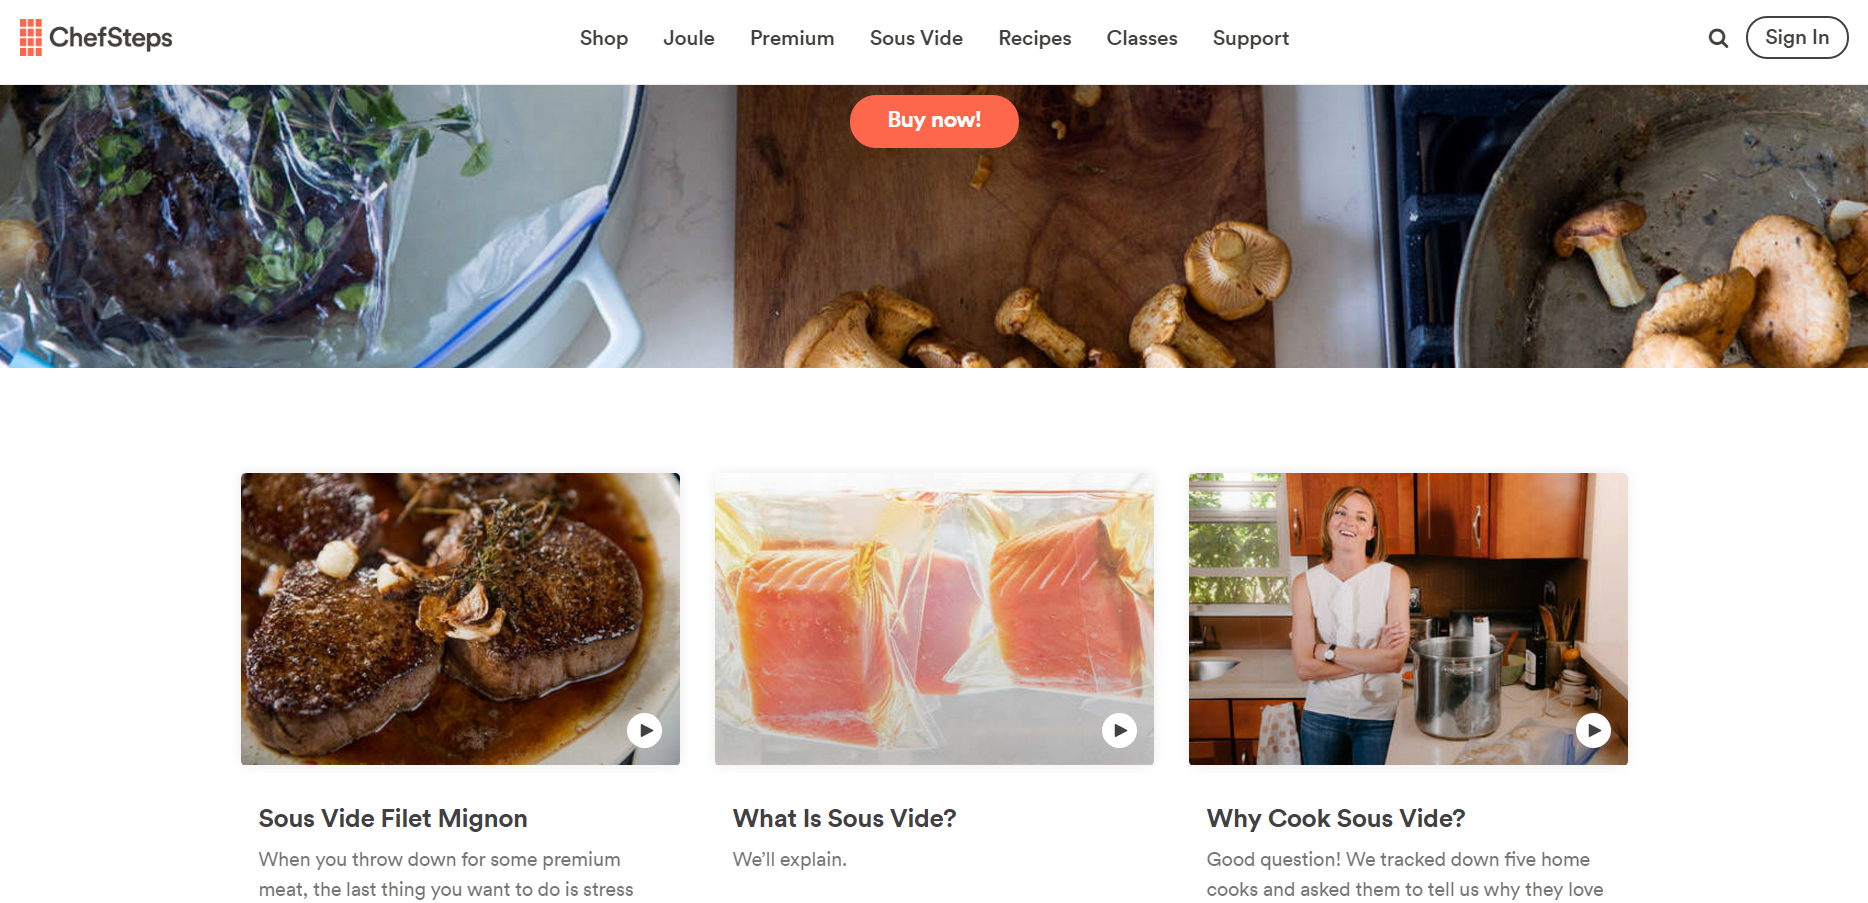 ChefSteps
Shop Joule Premium Sous Vide Recipes Classes Support
Sign In
Buy now!
Sous Vide Filet Mignon
When you throw down for some premium
meat, the last thing you want to do is stress
What Is Sous Vide?
We’ll explain.
Why Cook Sous Vide?
Good question! We tracked down five home
cooks and asked them to tell us why they love